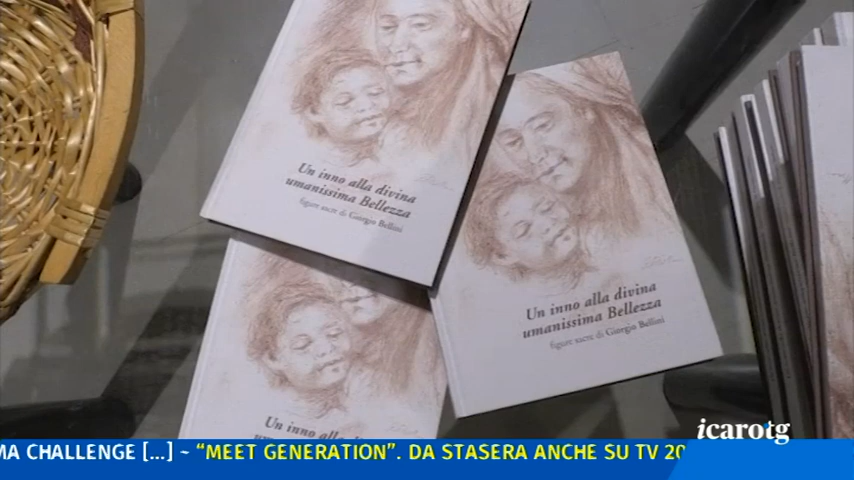 Un inno alla divina
umanissima Bellezza
figure sacre di Giorgio Bellini
Un inno alla divina
umanissima Bellezza
figure sacre di Giorgio Bellini
Un inno alla
icarotg
MA CHALLENGE [...] ~ “MEET GENERATION”. DA STASERA ANCHE SU TV 20